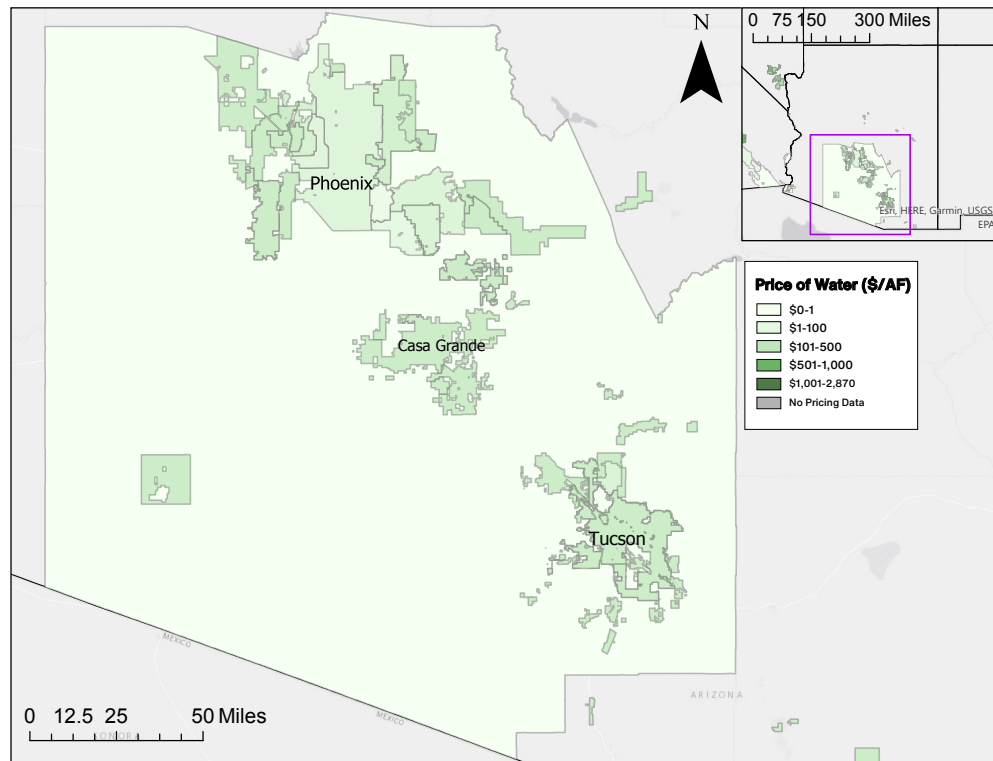 N
0 75 150 300 Miles
Esri, HERE, Garmin, USGS
EPA
Phoenix
Price of Water ($/AF)
$0-1
$1-100
$101-500
$501-1,000
$1,001-2,870
No Pricing Data
Casa Grande
Tucson
MEXICO
ARIZONA
MEXICO
0 12.5 25 50 Miles
SONORA